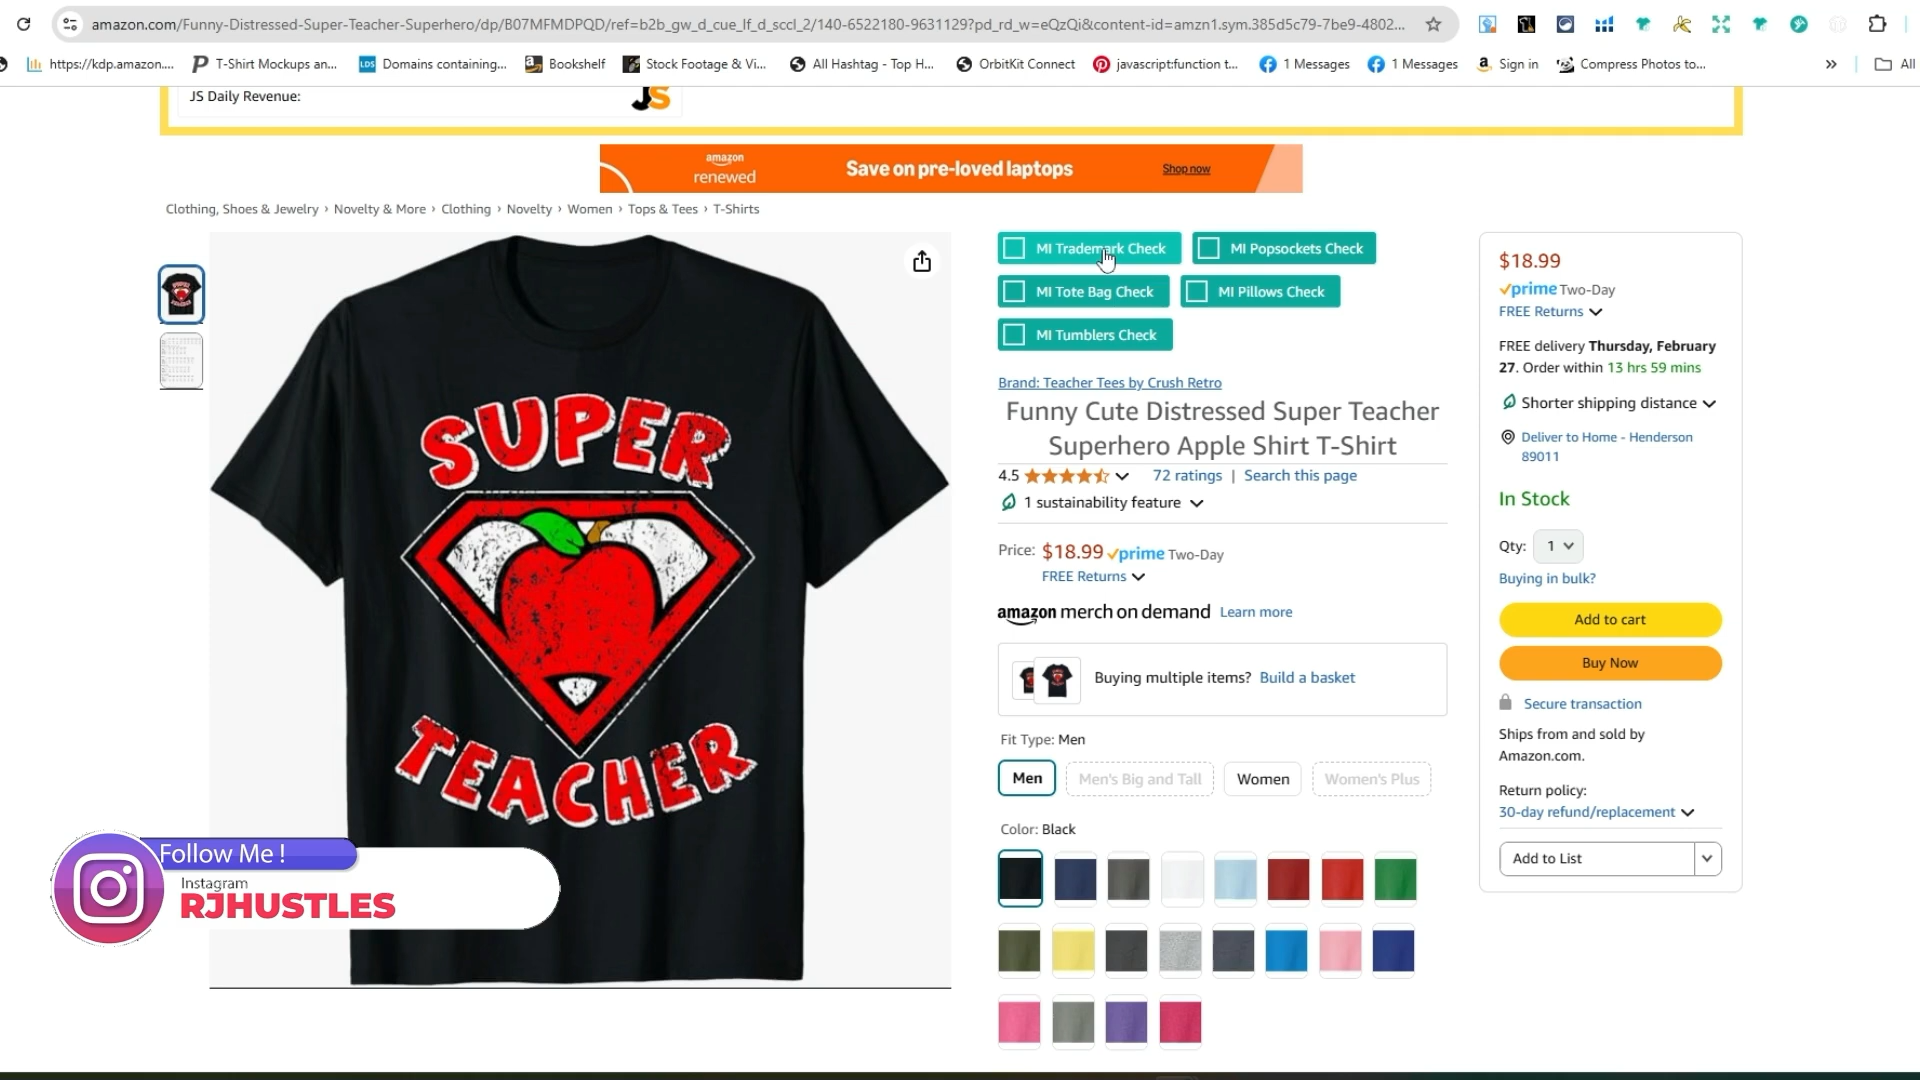 amazon.com/Funny-Distressed-Super-Teacher-Superhero/dp/B07MFMDPQD/ref=b2b_gw_d_cue_lf_d_sccl_2/140-6522180-9631129?pd_rd_w=eQzQi&content-id=amzn1.sym.385d5c79-7be9-4802...
https://kdp.amazon....
T-Shirt Mockups an...
LDS
Domains containing...
Bookshelf
Stock Footage & Vi...
All Hashtag - Top H...
OrbitKit Connect
javascript:function t...
1 Messages
1 Messages
Sign in
Compress Photos to...
All
JS Daily Revenue:
JS
amazon
renewed
Save on pre-loved laptops
Shop now
Clothing, Shoes & Jewelry › Novelty & More › Clothing › Novelty › Women › Tops & Tees › T-Shirts
SUPER
TEACHER
MI Trademark Check
MI Popsockets Check
MI Tote Bag Check
MI Pillows Check
MI Tumblers Check
Brand: Teacher Tees by Crush Retro
Funny Cute Distressed Super Teacher
Superhero Apple Shirt T-Shirt
4.5
72 ratings | Search this page
1 sustainability feature
Price: $18.99 prime Two-Day
FREE Returns
amazon merch on demand Learn more
Buying multiple items? Build a basket
Fit Type: Men
Men
Men's Big and Tall
Women
Women's Plus
Color: Black
$18.99
prime Two-Day
FREE Returns
FREE delivery Thursday, February
27. Order within 13 hrs 59 mins
Shorter shipping distance
Deliver to Home - Henderson
89011
In Stock
Qty: 1
Buying in bulk?
Add to cart
Buy Now
Secure transaction
Ships from and sold by
Amazon.com.
Return policy:
30-day refund/replacement
Add to List
Follow Me !
Instagram
RJHUSTLES